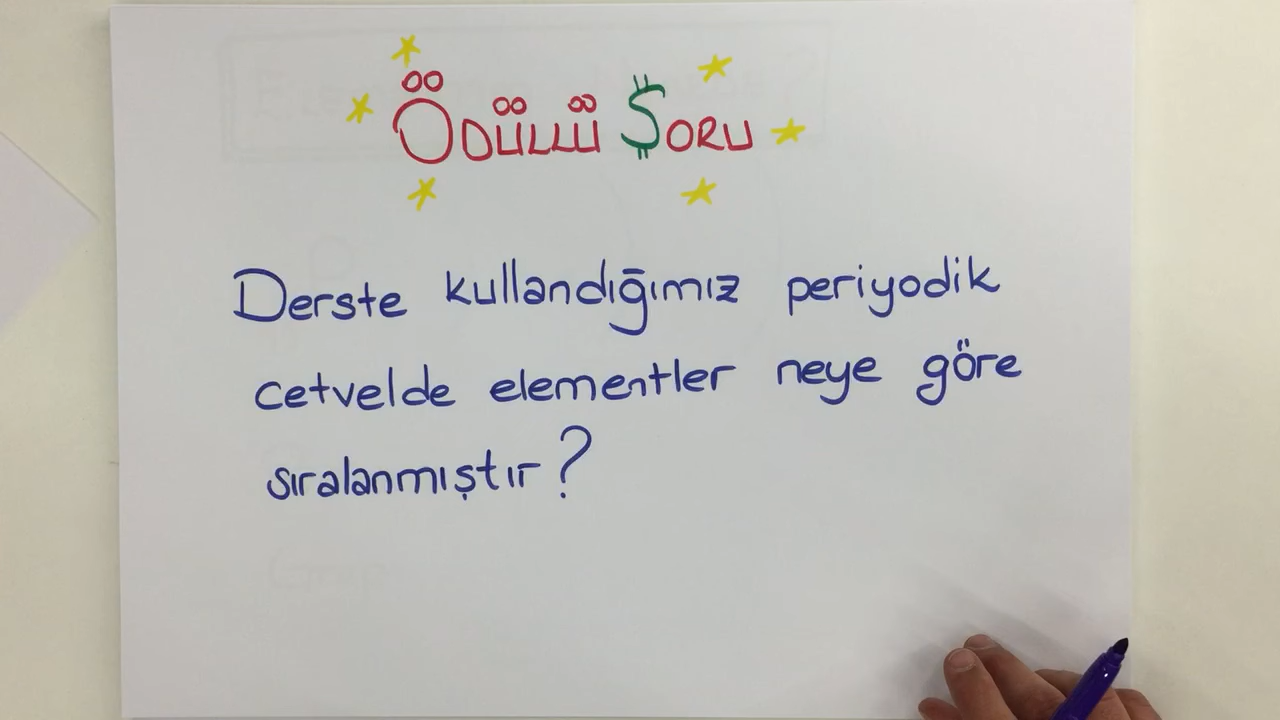 ÖDÜLLÜ $ORU
Derste kullandığımız periyodik
cetvelde elementler neye göre
sıralanmıştır?